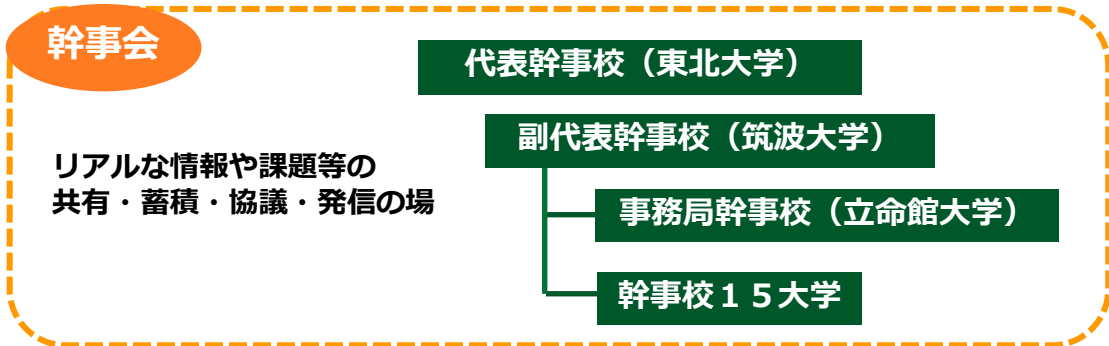 幹事会
代表幹事校（東北大学）
副代表幹事校（筑波大学）
リアルな情報や課題等の
共有・蓄積・協議・発信の場
事務局幹事校（立命館大学）
幹事校１５大学